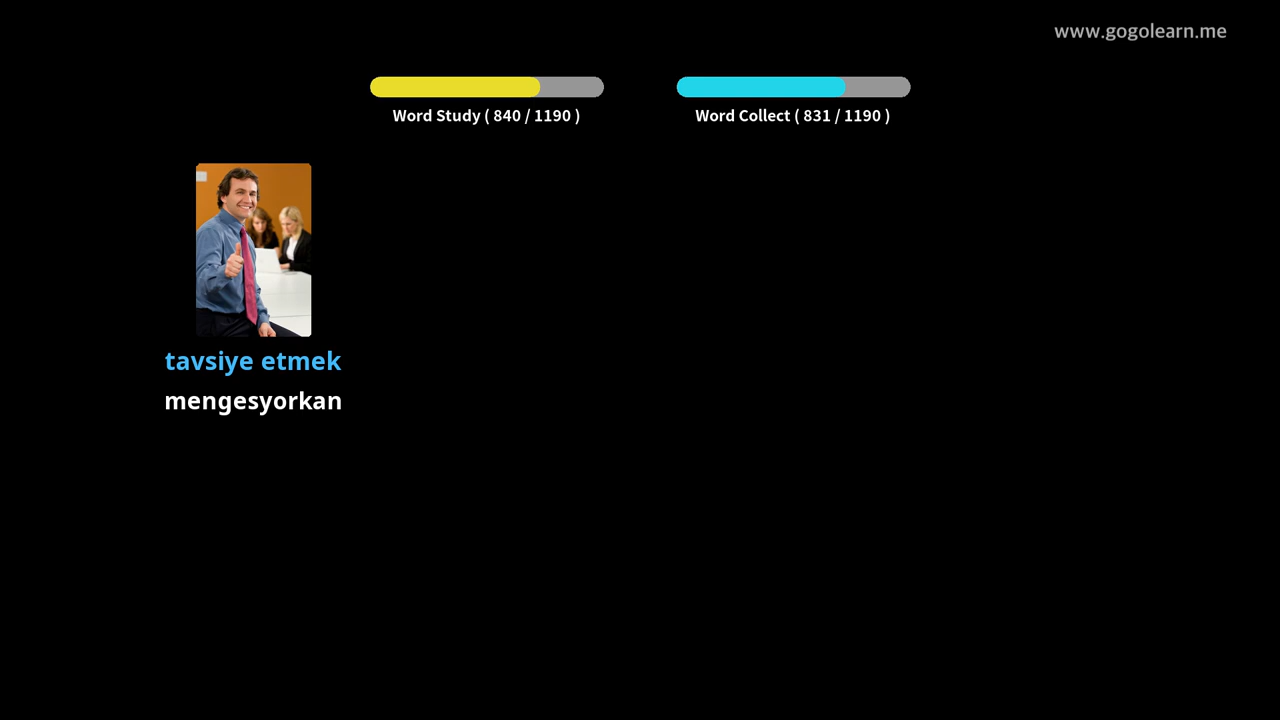 www.gogolearn.me
Word Study ( 840 / 1190 )
Word Collect ( 831 / 1190 )
tavsiye etmek
mengesyorkan